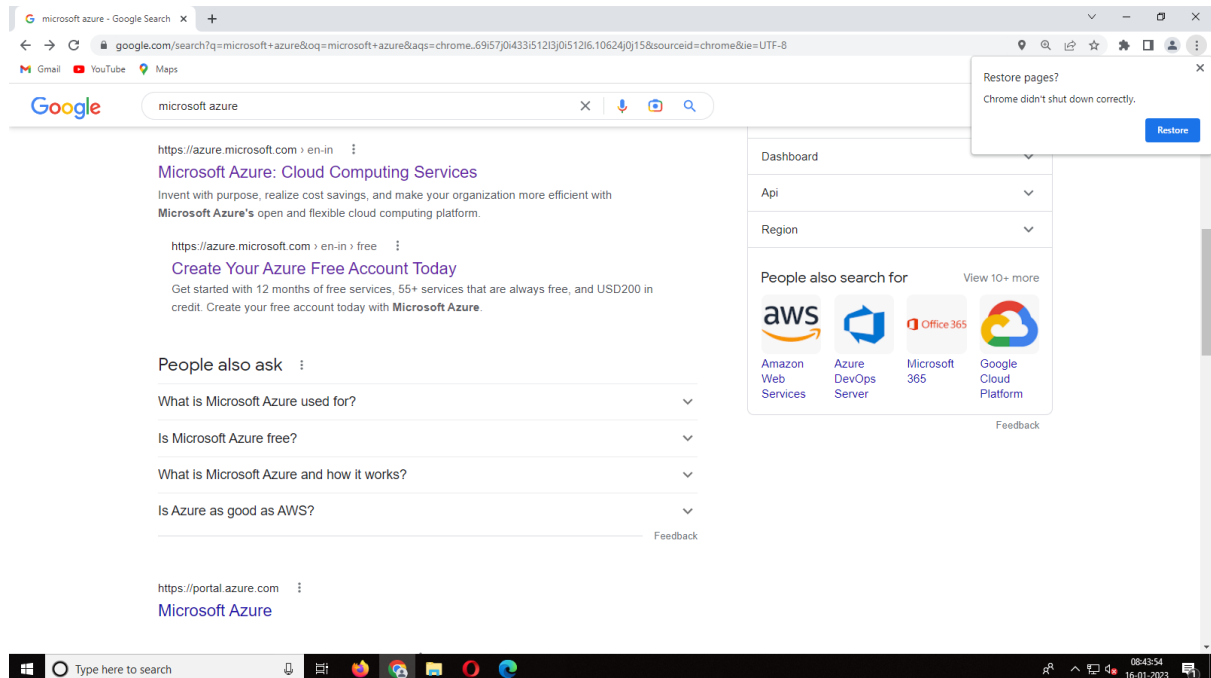 microsoft azure - Google Search
google.com/search?q=microsoft+azure&oq=microsoft+azure&aqs=chrome..69i57j0i433i512l3j0i512l6.10624j0j15&sourceid=chrome&ie=UTF-8
Gmail YouTube Maps
Restore pages?
Chrome didn't shut down correctly.
Restore
Google
microsoft azure
https://azure.microsoft.com › en-in
Microsoft Azure: Cloud Computing Services
Invent with purpose, realize cost savings, and make your organization more efficient with
Microsoft Azure's open and flexible cloud computing platform.
https://azure.microsoft.com › en-in › free
Create Your Azure Free Account Today
Get started with 12 months of free services, 55+ services that are always free, and USD200 in
credit. Create your free account today with Microsoft Azure.
People also ask
What is Microsoft Azure used for?
Is Microsoft Azure free?
What is Microsoft Azure and how it works?
Is Azure as good as AWS?
Feedback
https://portal.azure.com
Microsoft Azure
Dashboard
Api
Region
People also search for
View 10+ more
aws
Office 365
Amazon
Web
Services
Azure
DevOps
Server
Microsoft
365
Google
Cloud
Platform
Feedback
Type here to search
08:43:54
16-01-2023